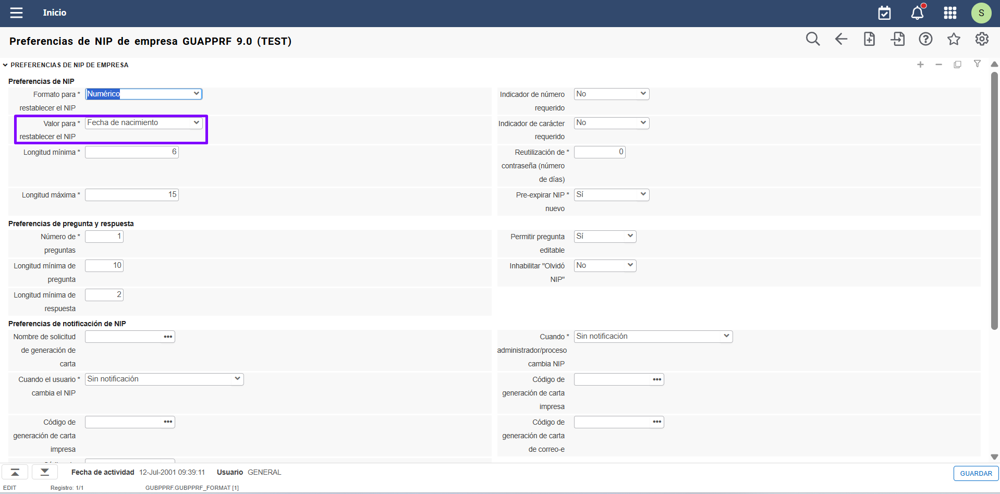 Inicio
S
Preferencias de NIP de empresa GUAPPRF 9.0 (TEST)
PREFERENCIAS DE NIP DE EMPRESA
Preferencias de NIP
Formato para * Numérico
restablecer el NIP
Indicador de número No
requerido
Valor para * Fecha de nacimiento
restablecer el NIP
Indicador de carácter No
requerido
Longitud mínima * 6
Reutilización de * 0
contraseña (número
de días)
Longitud máxima * 15
Pre-expirar NIP * Sí
nuevo
Preferencias de pregunta y respuesta
Número de * 1
preguntas
Permitir pregunta Sí
editable
Longitud mínima de 10
pregunta
Inhabilitar "Olvidó No
NIP"
Longitud mínima de 2
respuesta
Preferencias de notificación de NIP
Nombre de solicitud
de generación de
carta
Cuando * Sin notificación
administrador/proceso
cambia NIP
Cuando el usuario * Sin notificación
cambia el NIP
Código de
generación de carta
impresa
Código de
generación de carta
impresa
Código de
generación de carta
de correo-e
Fecha de actividad 12-Jul-2001 09:39:11 Usuario GENERAL
GUARDAR
EDIT Registro: 1/1 GUBPPRF.GUBPPRF_FORMAT [1]